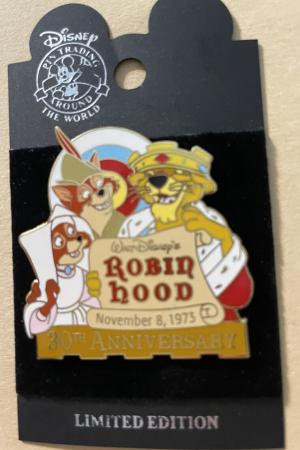 Disney
PIN TRADING
AROUND
THE WORLD
Walt Disney's
ROBIN
hOOD
November 8, 1973
30TH ANNIVERSARY
LIMITED EDITION